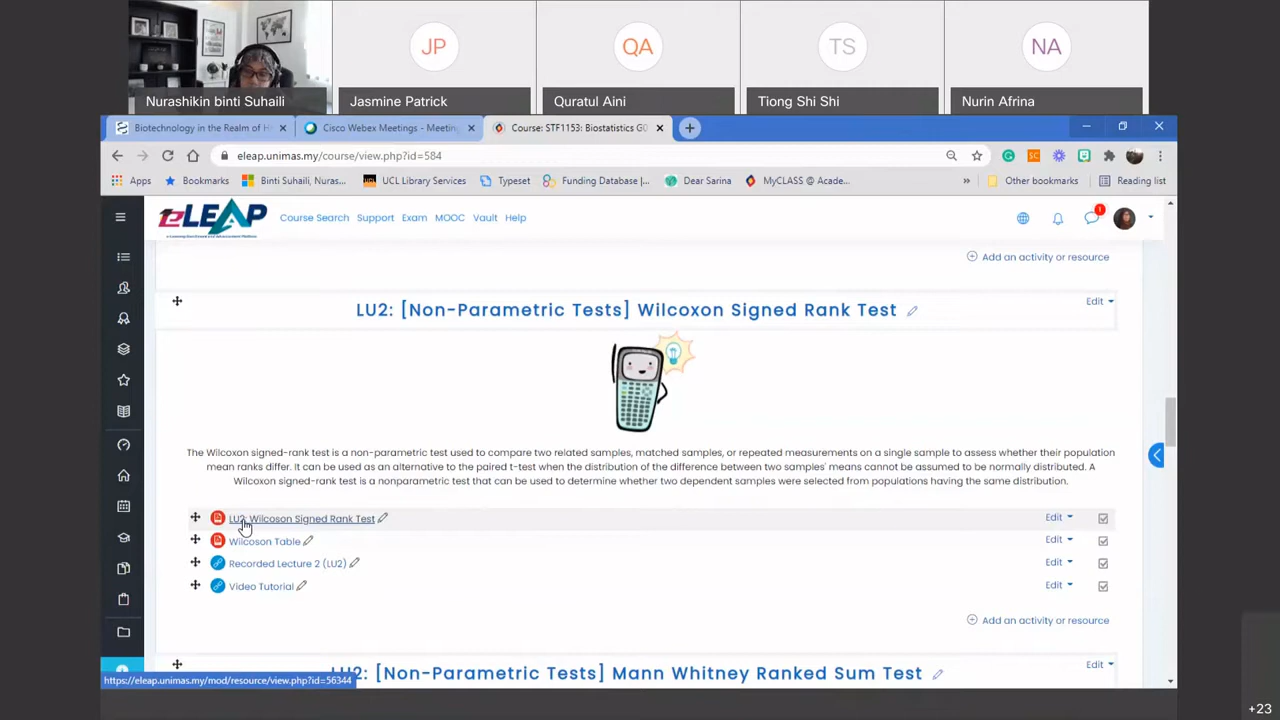 JP
QA
TS
NA
Nurashikin binti Suhaili
Jasmine Patrick
Quratul Aini
Tiong Shi Shi
Nurin Afrina
Biotechnology in the Realm of H
Cisco Webex Meetings - Meeting
Course: STF1153: Biostatistics G0
eleap.unimas.my/course/view.php?id=584
Apps
Bookmarks
Binti Suhaili, Nuras...
UCL Library Services
Typeset
Funding Database |...
Dear Sarina
MyCLASS @ Acade...
»
Other bookmarks
Reading list
eLEAP
Course Search Support Exam MOOC Vault Help
1
Add an activity or resource
LU2: [Non-Parametric Tests] Wilcoxon Signed Rank Test
Edit
The Wilcoxon signed-rank test is a non-parametric test used to compare two related samples, matched samples, or repeated measurements on a single sample to assess whether their population
mean ranks differ. It can be used as an alternative to the paired t-test when the distribution of the difference between two samples' means cannot be assumed to be normally distributed. A
Wilcoxon signed-rank test is a nonparametric test that can be used to determine whether two dependent samples were selected from populations having the same distribution.
LU2: Wilcoson Signed Rank Test
Edit
Wilcoson Table
Edit
Recorded Lecture 2 (LU2)
Edit
Video Tutorial
Edit
Add an activity or resource
LU2: [Non-Parametric Tests] Mann Whitney Ranked Sum Test
Edit
https://eleap.unimas.my/mod/resource/view.php?id=56344
+23